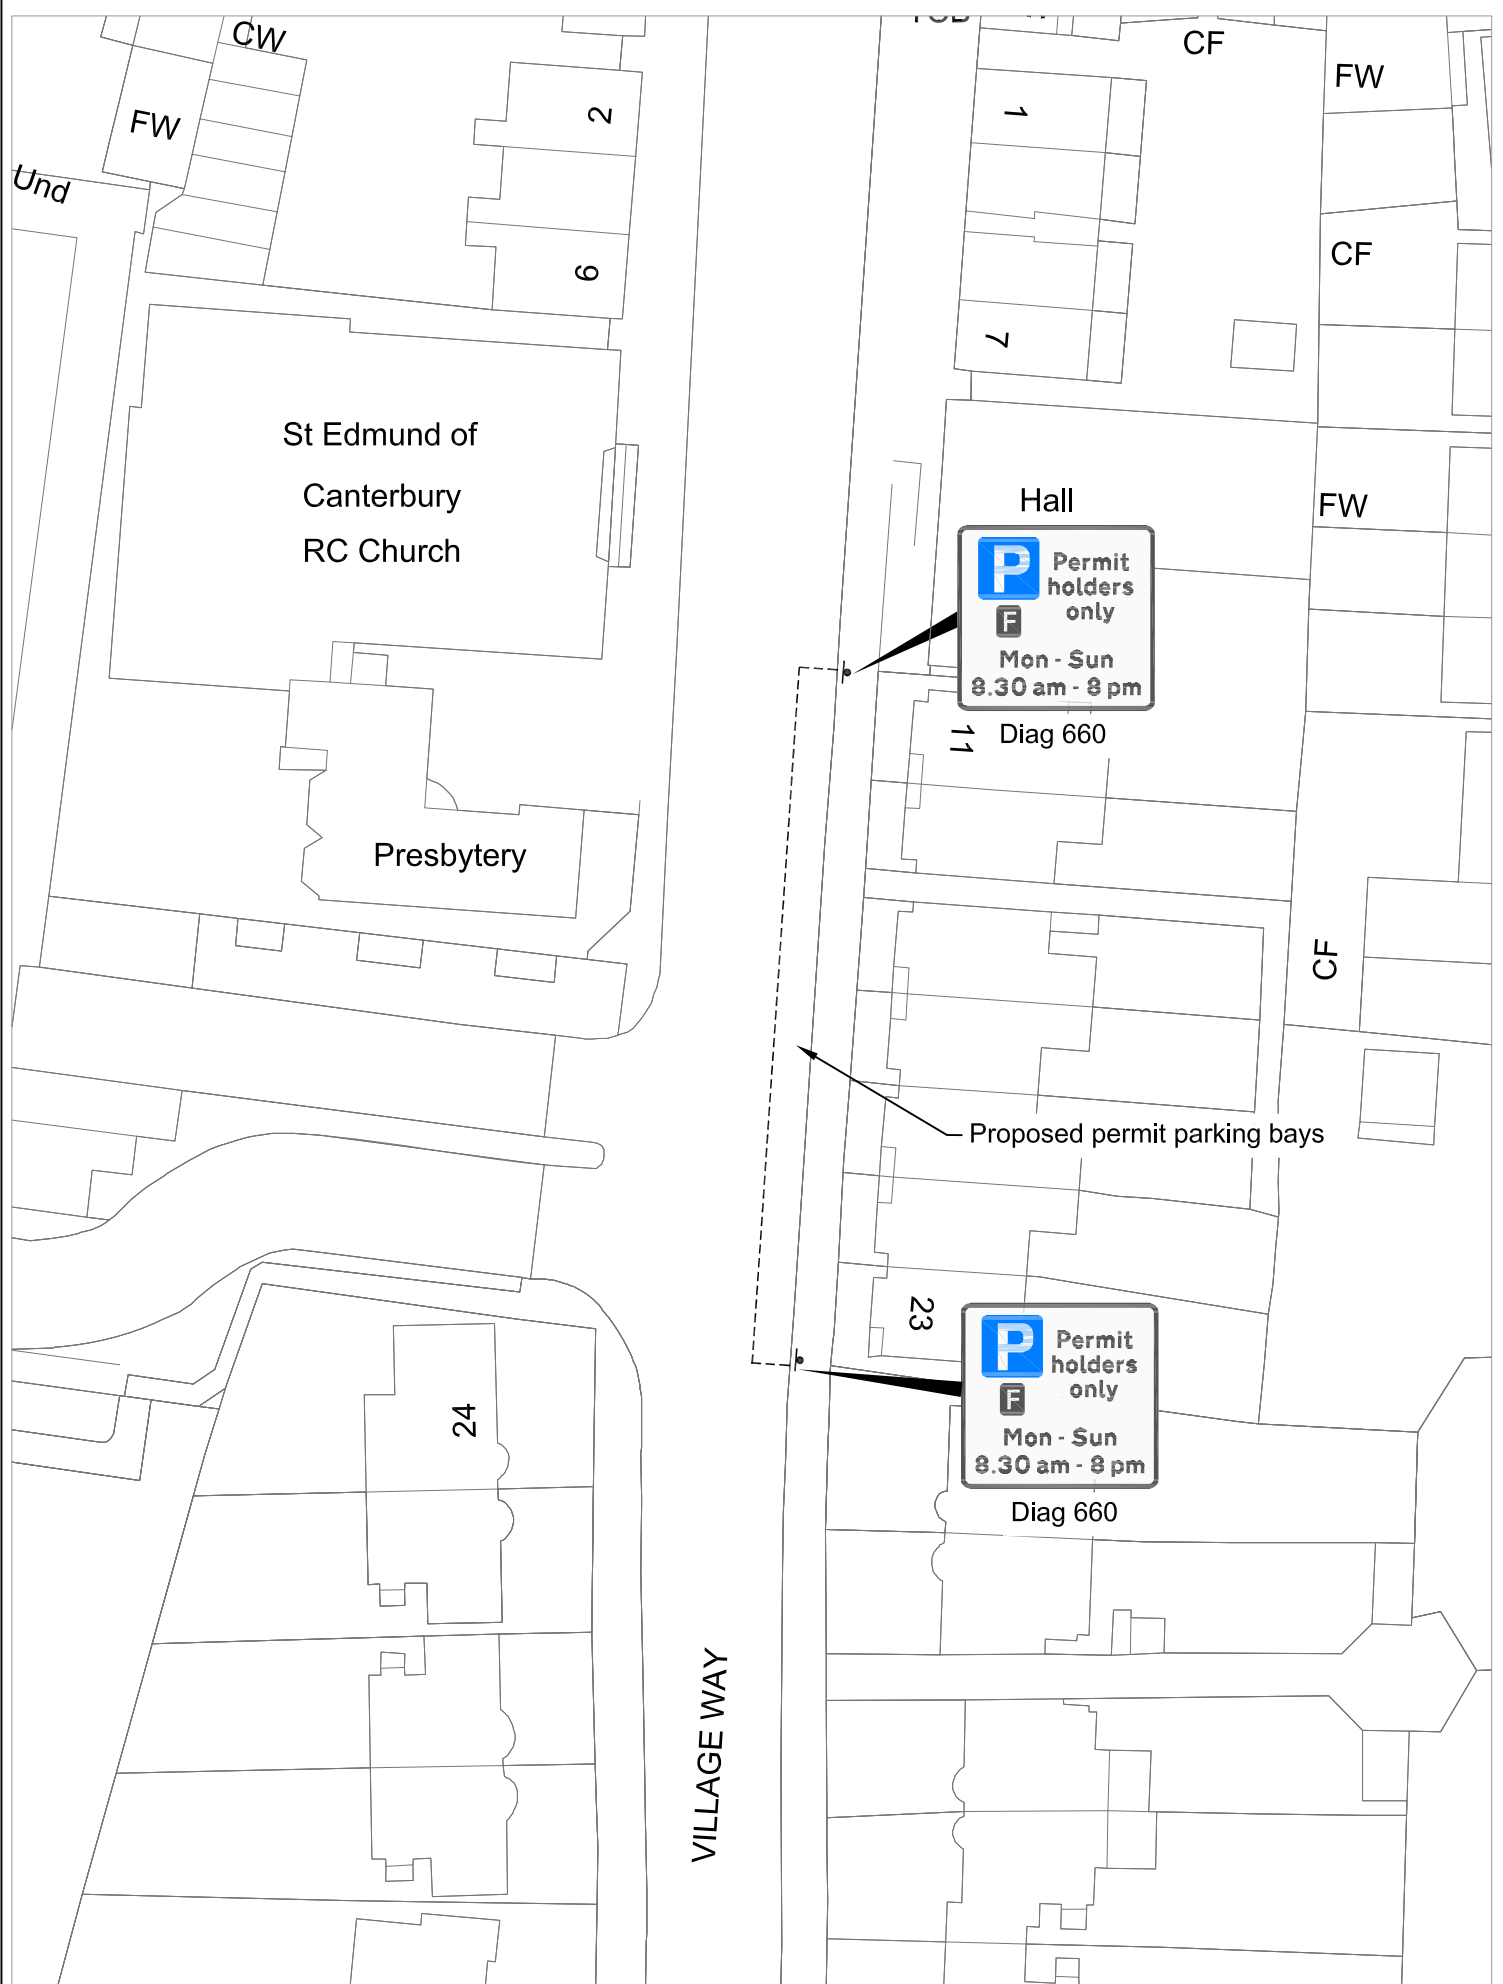 CW
CF
FW
2
1
FW
Und
CF
6
7
St Edmund of
Canterbury
RC Church
Hall
FW
P Permit
holders
only
F
Mon - Sun
8.30 am - 8 pm
Diag 660
11
Presbytery
CF
Proposed permit parking bays
23
P Permit
holders
only
F
Mon - Sun
8.30 am - 8 pm
Diag 660
24
VILLAGE WAY